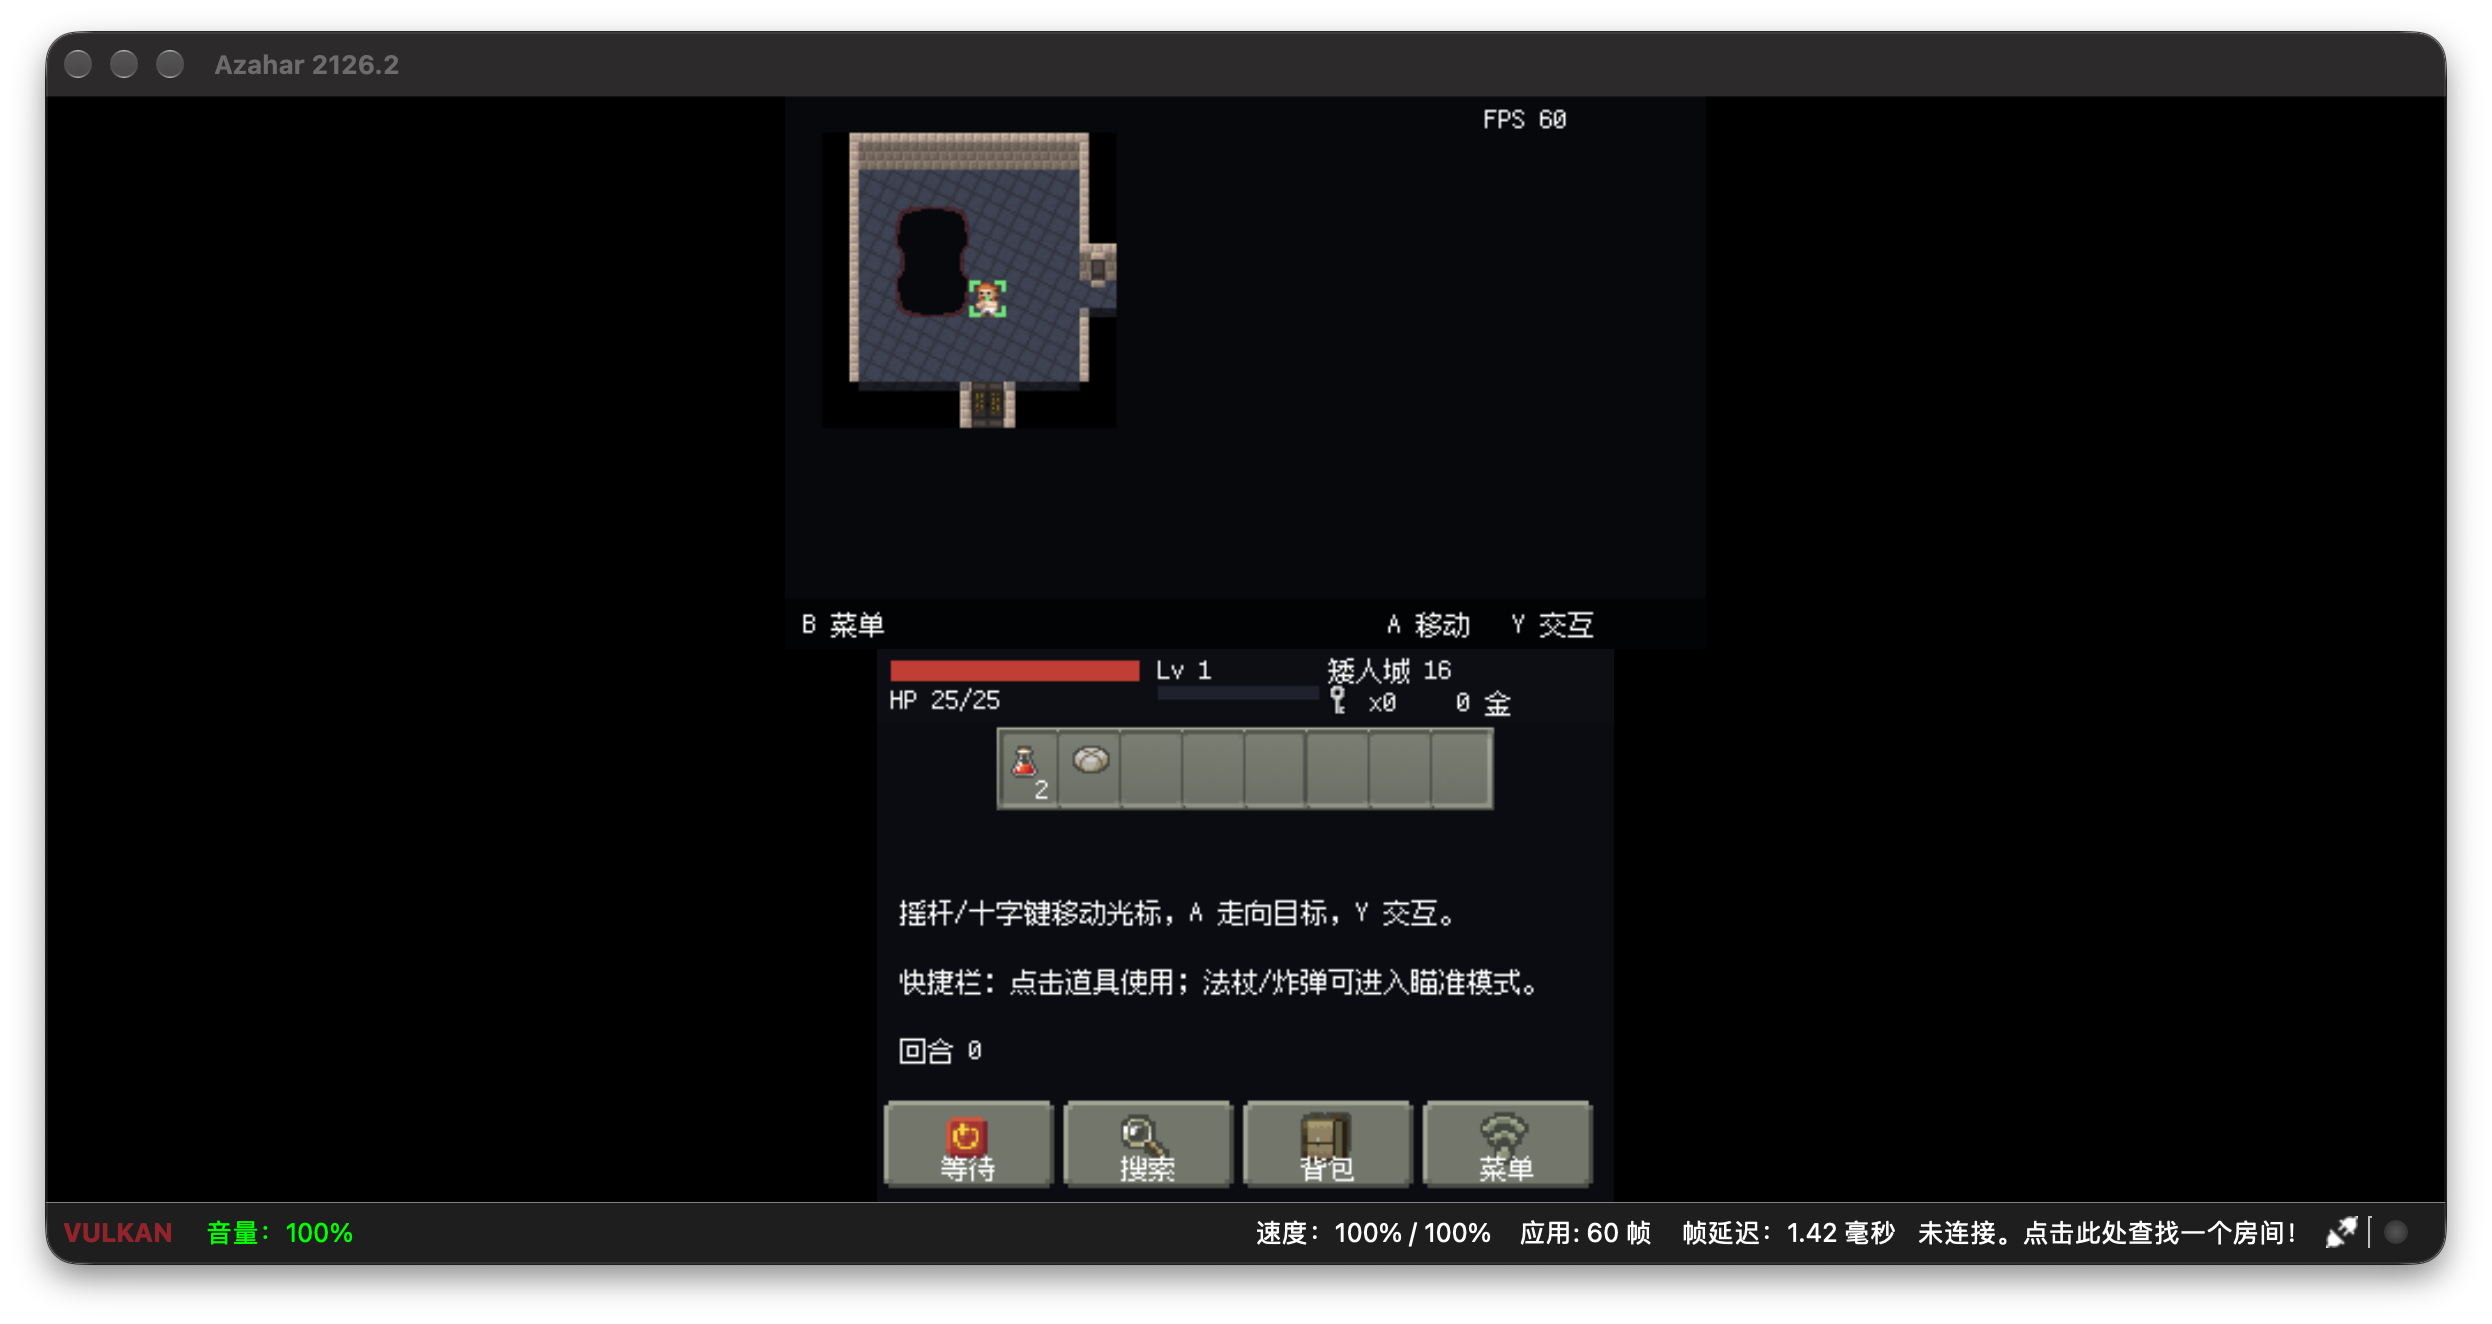 Azahar 2126.2
FPS 60
B 菜单
A 移动 Y 交互
Lv 1 矮人城 16
HP 25/25 x0 0 金
2
摇杆/十字键移动光标，A 走向目标，Y 交互。
快捷栏：点击道具使用；法杖/炸弹可进入瞄准模式。
回合 0
等待 搜索 背包 菜单
VULKAN 音量：100% 速度：100% / 100% 应用: 60 帧 帧延迟：1.42 毫秒 未连接。点击此处查找一个房间！